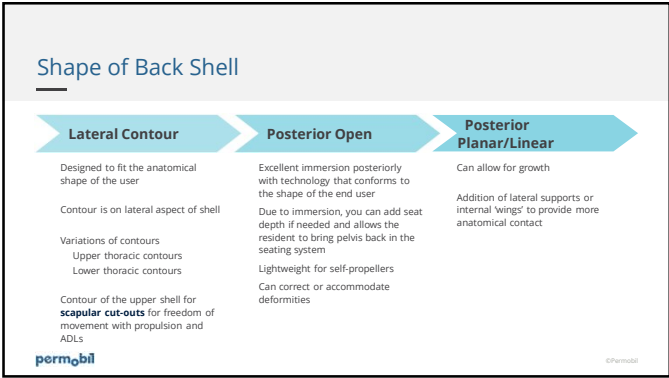 Shape of Back Shell
Lateral Contour
Designed to fit the anatomical
shape of the user
Contour is on lateral aspect of shell
Variations of contours
Upper thoracic contours
Lower thoracic contours
Contour of the upper shell for
scapular cut-outs for freedom of
movement with propulsion and
ADLs
Posterior Open
Excellent immersion posteriorly
with technology that conforms to
the shape of the end user
Due to immersion, you can add seat
depth if needed and allows the
resident to bring pelvis back in the
seating system
Lightweight for self-propellers
Can correct or accommodate
deformities
Posterior
Planar/Linear
Can allow for growth
Addition of lateral supports or
internal ‘wings’ to provide more
anatomical contact
permobil
©Permobil